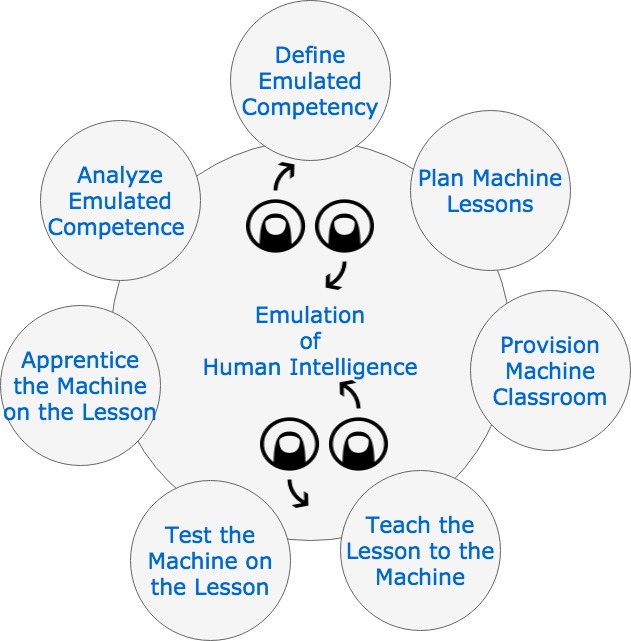 Define
Emulated
Competency
Plan Machine
Lessons
Provision
Machine
Classroom
Teach the
Lesson to the
Machine
Test the
Machine on
the Lesson
Apprentice
the Machine
on the Lesson
Analyze
Emulated
Competence
Emulation
of
Human Intelligence